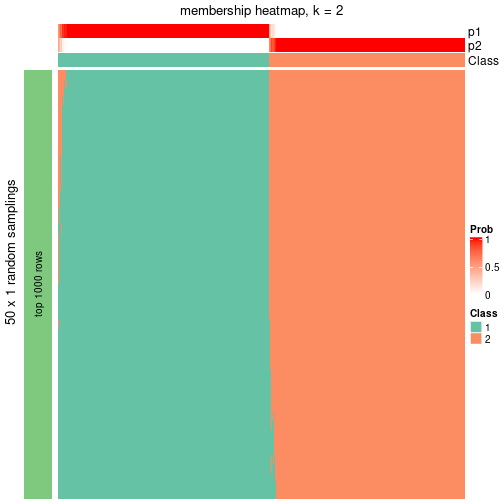 membership heatmap, k = 2
p1
p2
Class
50 x 1 random samplings
top 1000 rows
Prob
1
0.5
0
Class
1
2